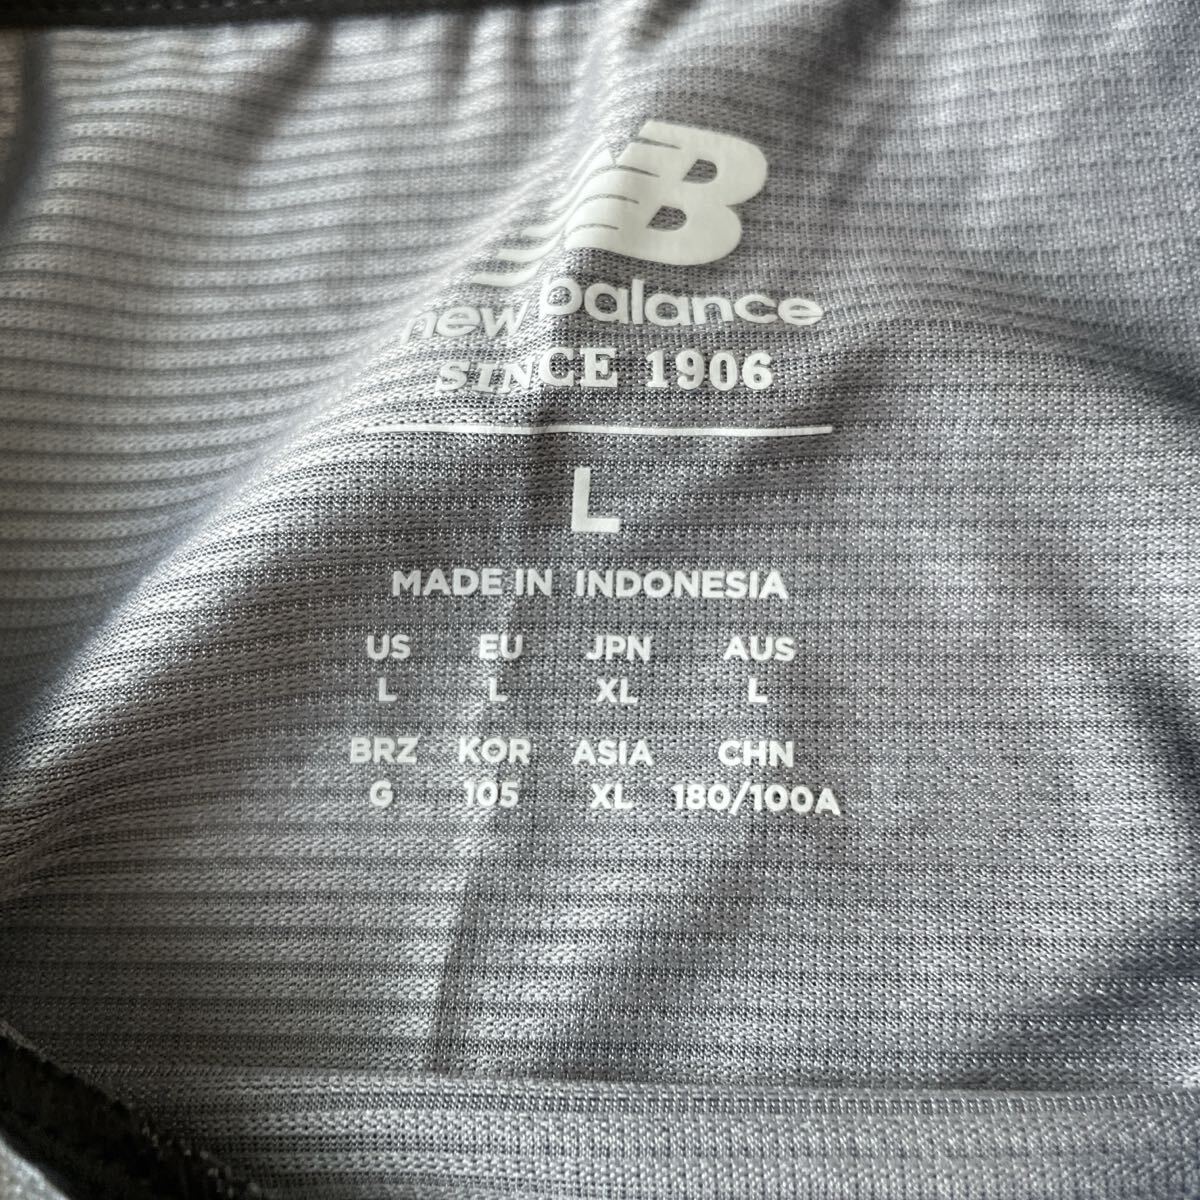 NB
new balance
SINCE 1906
L
MADE IN INDONESIA
US EU JPN AUS
L L XL L
BRZ KOR ASIA CHN
G 105 XL 180/100A